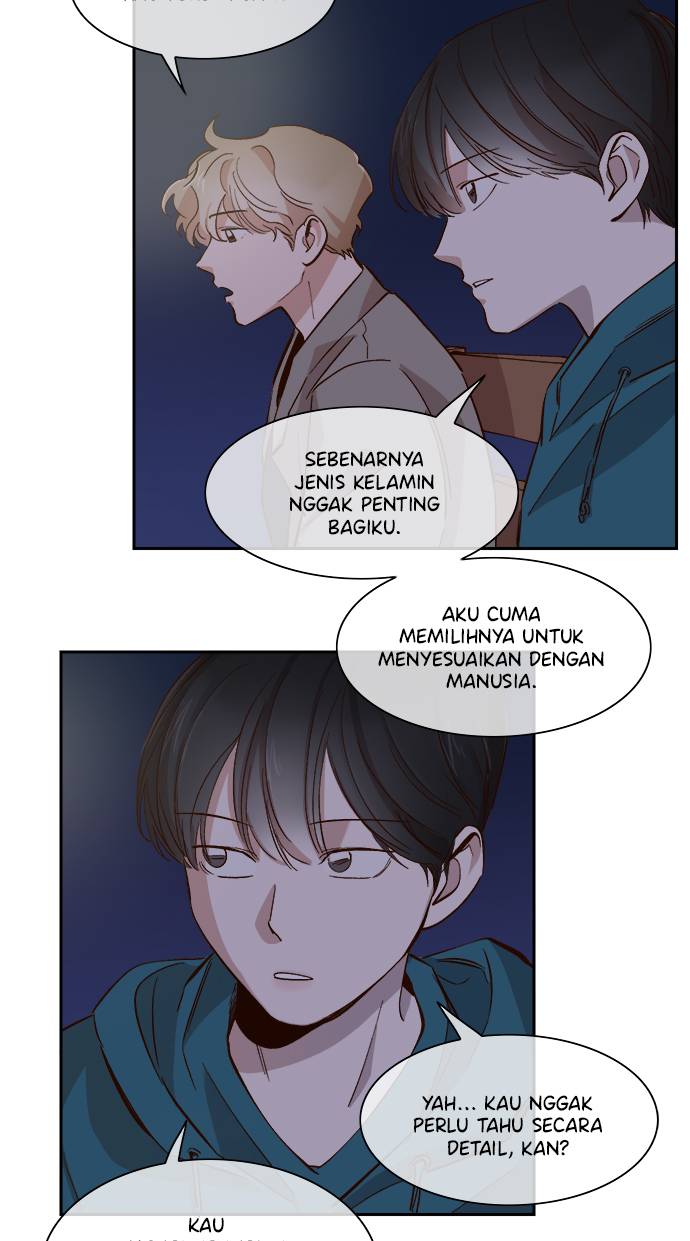 SEBENARNYA
JENIS KELAMIN
NGGAK PENTING
BAGIKU.
AKU CUMA
MEMILIHNYA UNTUK
MENYESUAIKAN DENGAN
MANUSIA.
YAH... KAU NGGAK
PERLU TAHU SECARA
DETAIL, KAN?
KAU